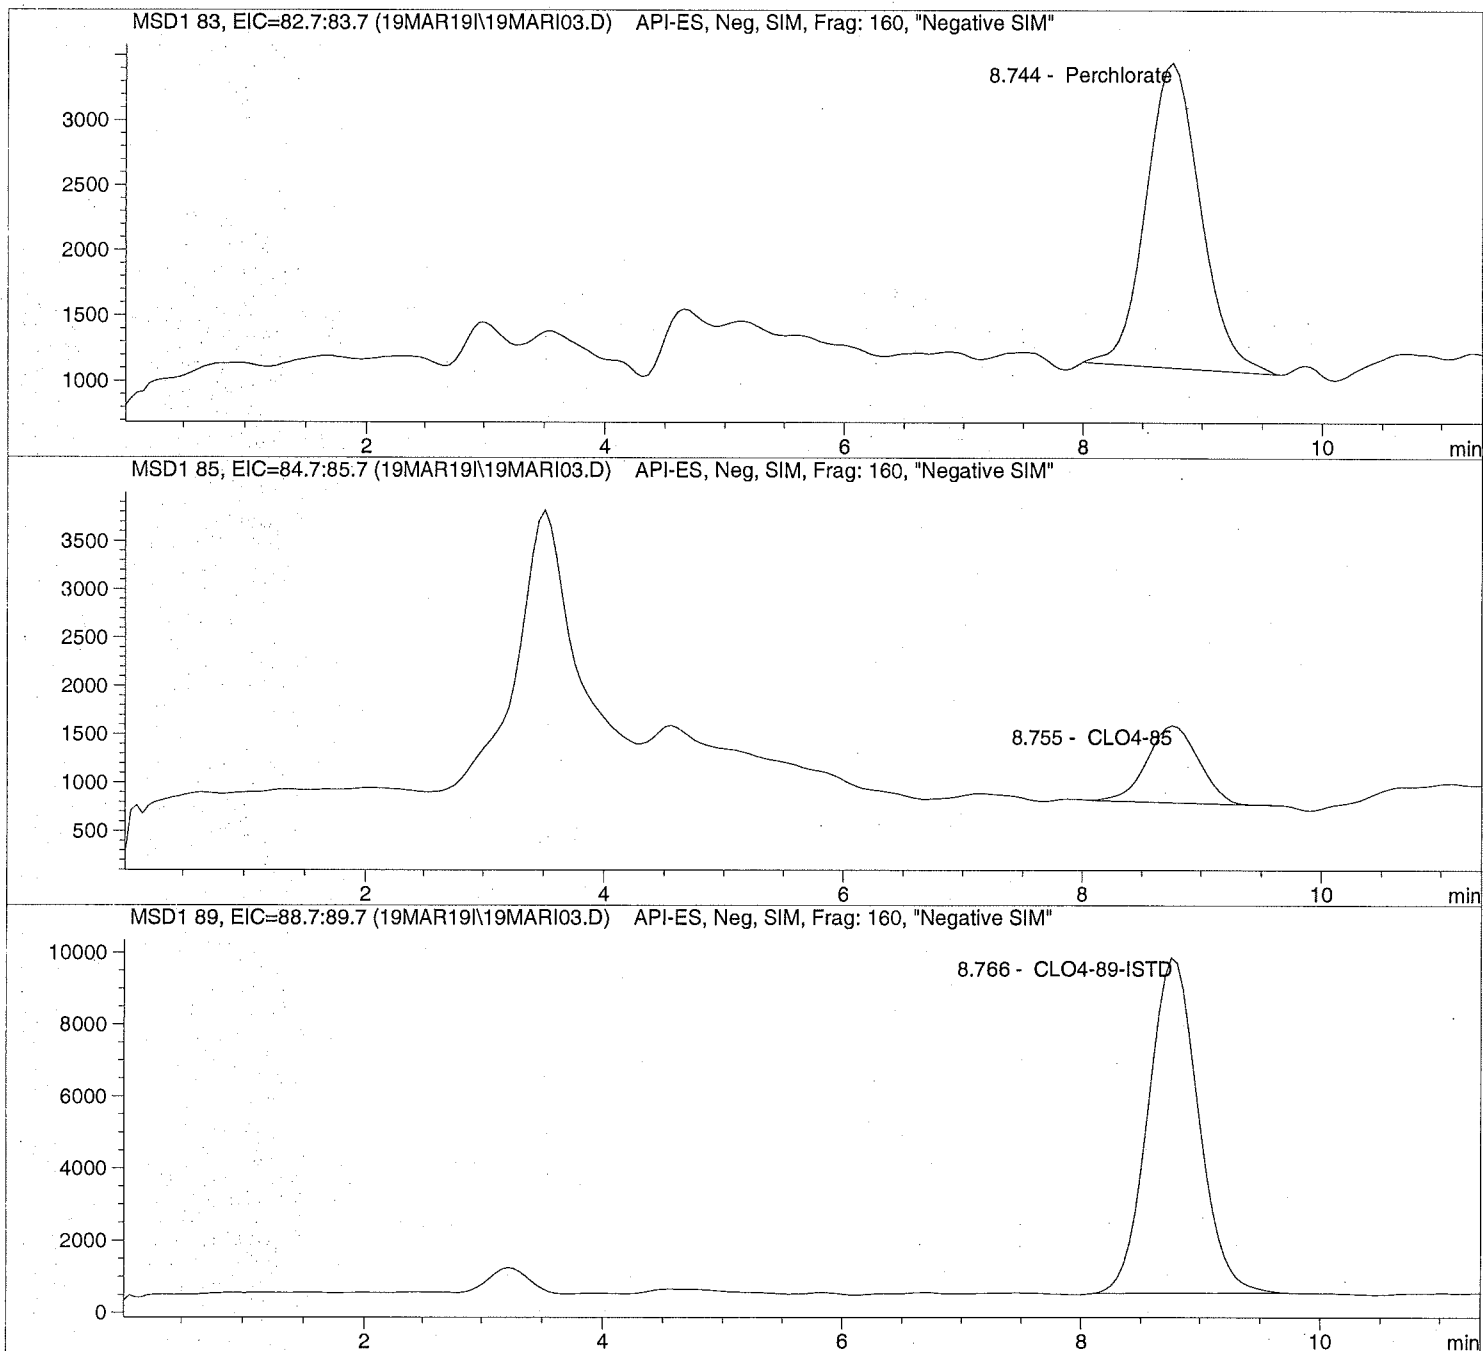 MSD1 83, EIC=82.7:83.7 (19MAR19I\19MARI03.D) API-ES, Neg, SIM, Frag: 160, "Negative SIM"
8.744 - Perchlorate
3000
2500
2000
1500
1000
2 4 6 8 10 min
MSD1 85, EIC=84.7:85.7 (19MAR19I\19MARI03.D) API-ES, Neg, SIM, Frag: 160, "Negative SIM"
3500
3000
2500
2000
1500
8.755 - CLO4-85
1000
500
2 4 6 8 10 min
MSD1 89, EIC=88.7:89.7 (19MAR19I\19MARI03.D) API-ES, Neg, SIM, Frag: 160, "Negative SIM"
10000
8.766 - CLO4-89-ISTD
8000
6000
4000
2000
0
2 4 6 8 10 min